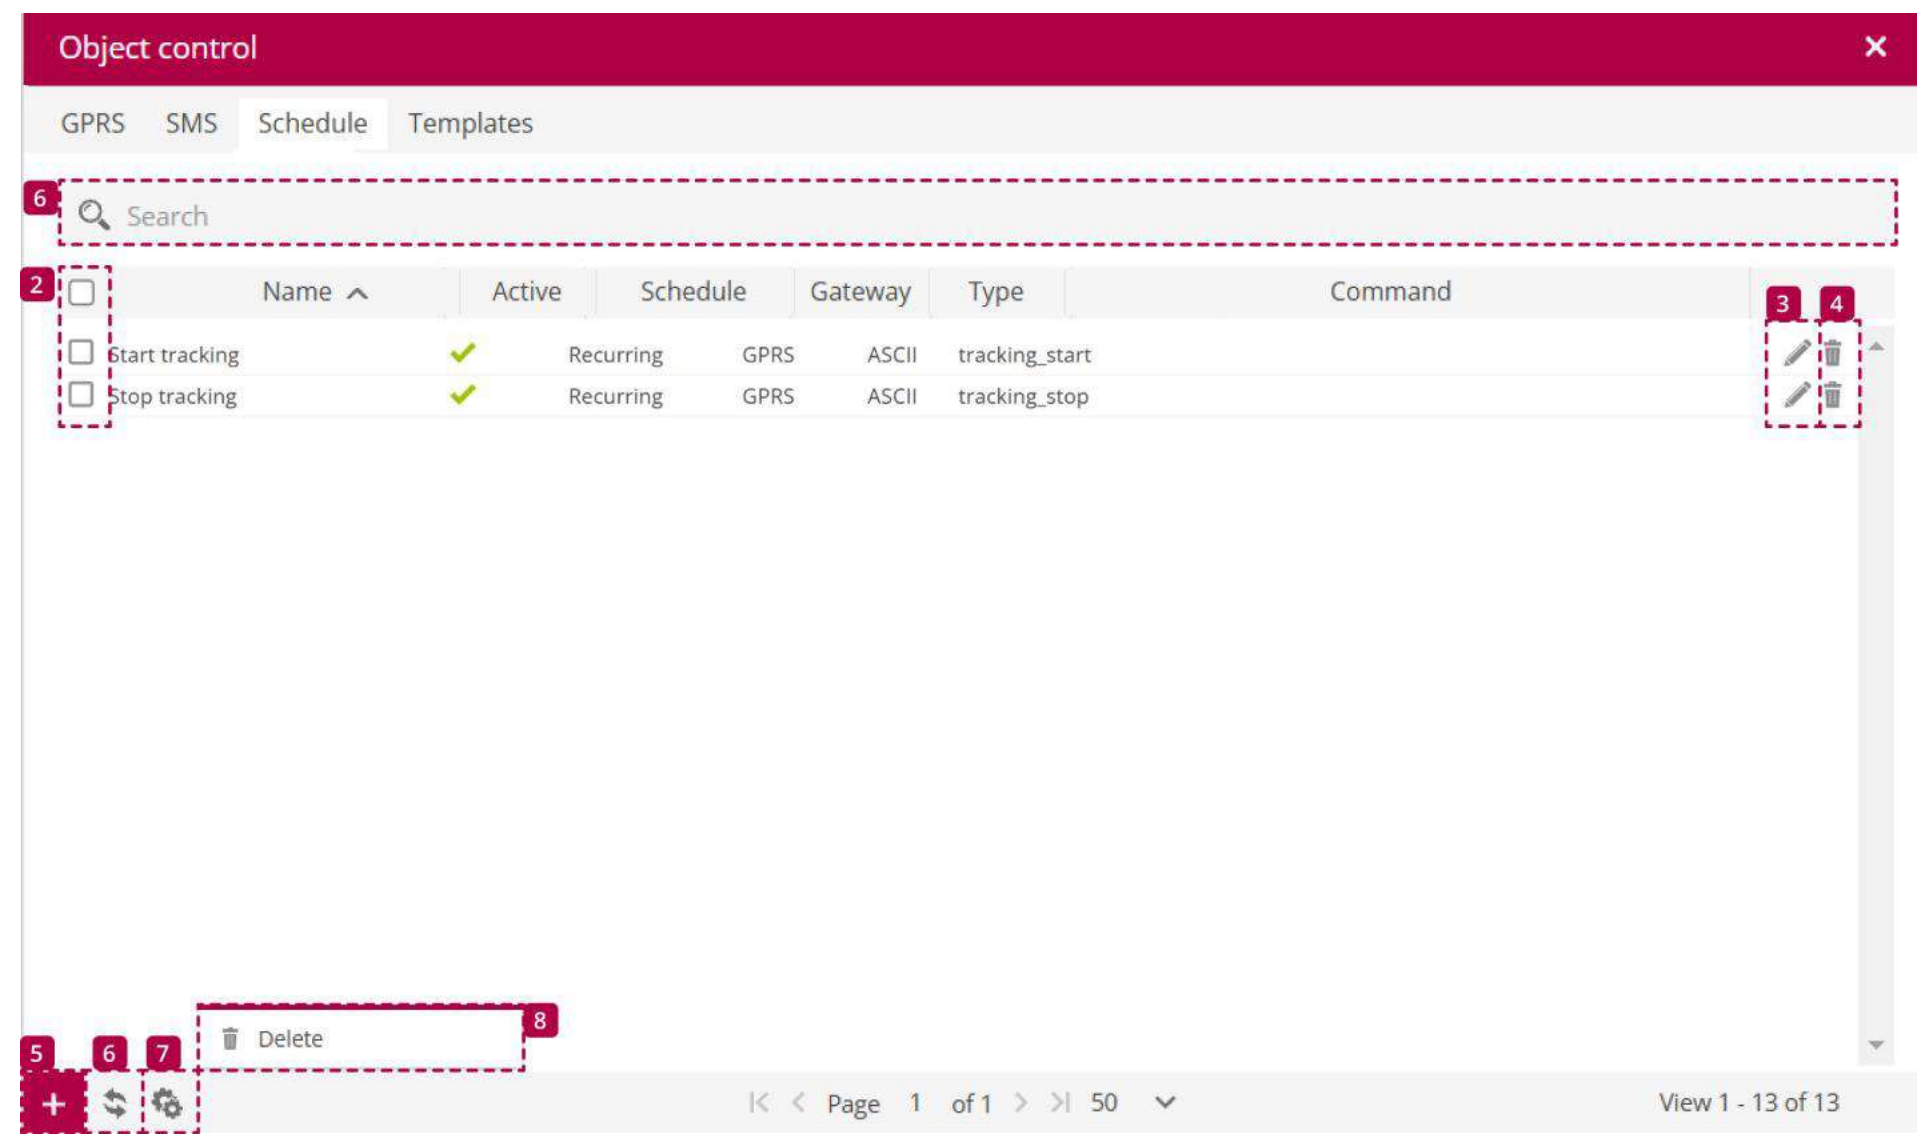 Object control
GPRS SMS Schedule Templates
6 Search
2 Name Active Schedule Gateway Type Command
3 4
Start tracking Recurring GPRS ASCII tracking_start
Stop tracking Recurring GPRS ASCII tracking_stop
8
Delete
5 6 7
+ Page 1 of 1 50 View 1 - 13 of 13